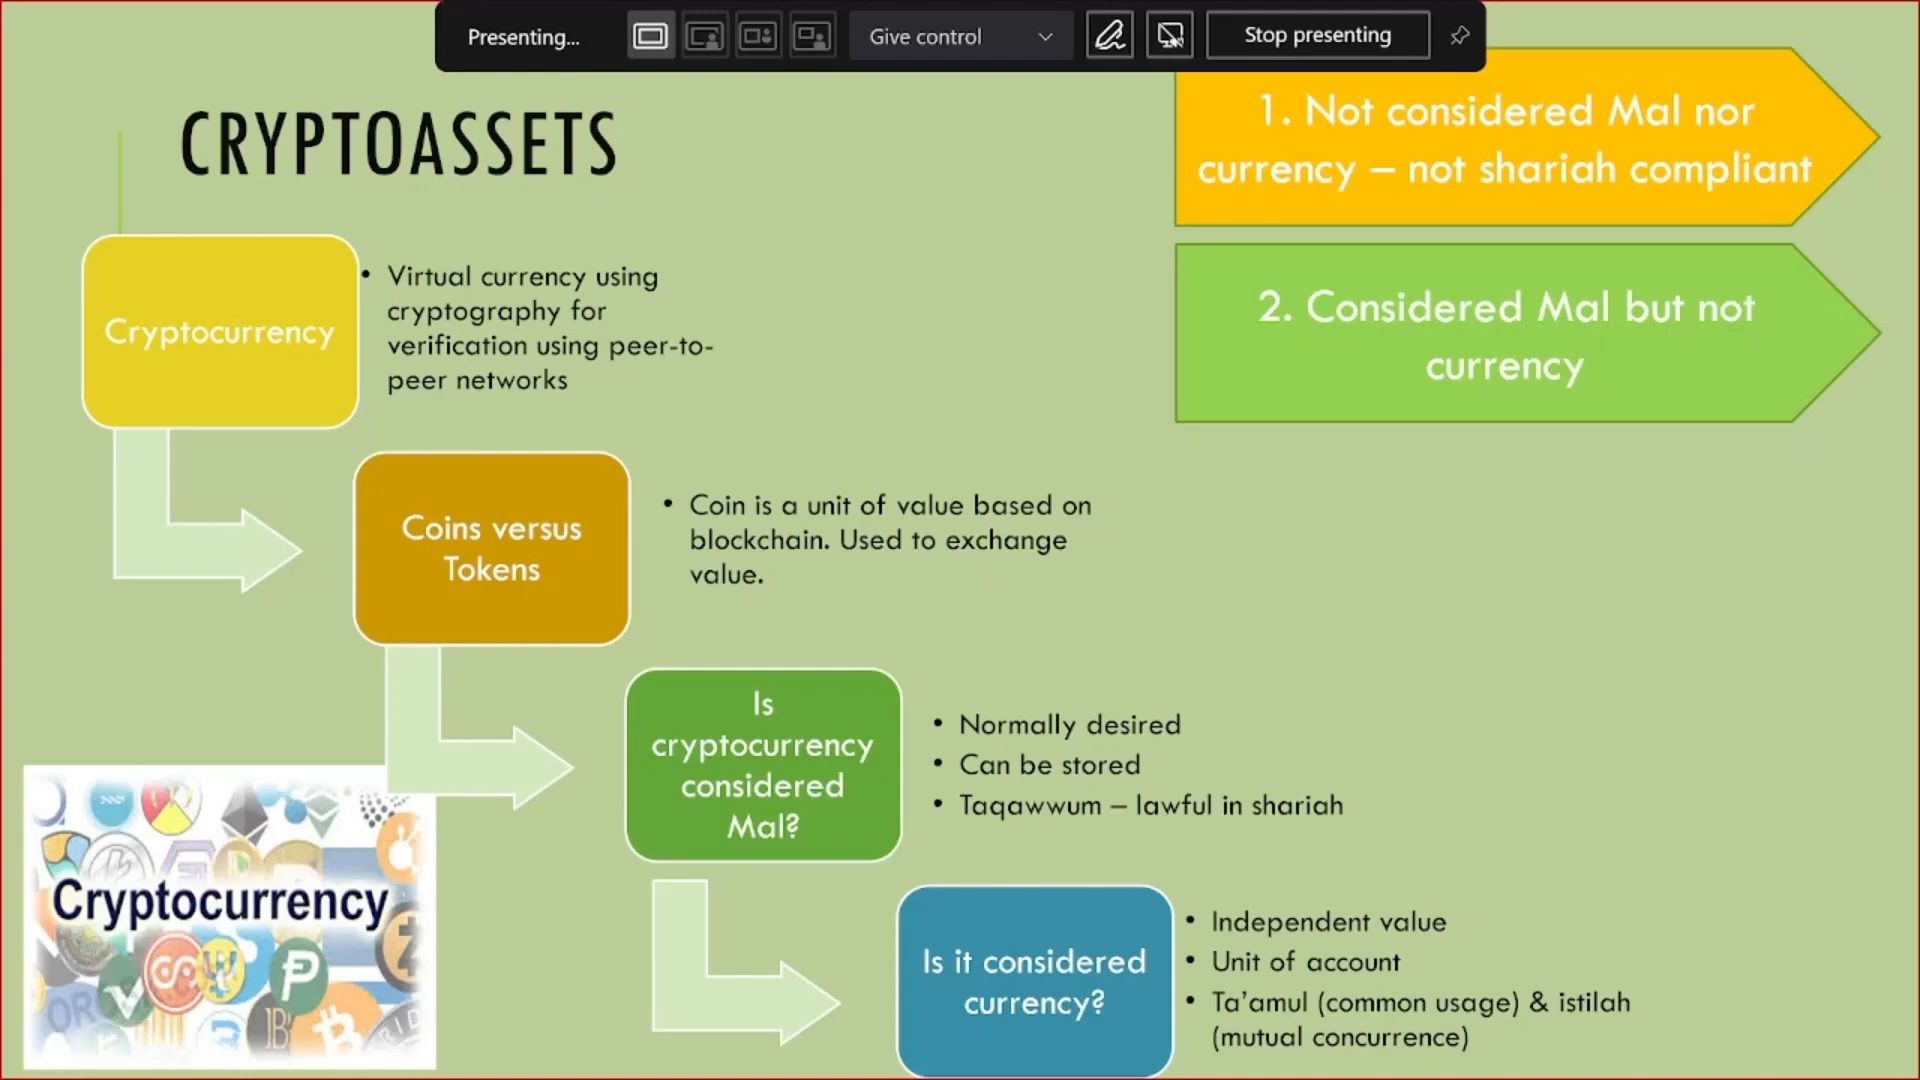 Presenting...
Give control
Stop presenting
CRYPTOASSETS
1. Not considered Mal nor
currency – not shariah compliant
2. Considered Mal but not
currency
Cryptocurrency
• Virtual currency using
cryptography for
verification using peer-to-
peer networks
Coins versus
Tokens
• Coin is a unit of value based on
blockchain. Used to exchange
value.
Is
cryptocurrency
considered
Mal?
• Normally desired
• Can be stored
• Taqawwum – lawful in shariah
Is it considered
currency?
• Independent value
• Unit of account
• Ta’amul (common usage) & istilah
(mutual concurrence)
Cryptocurrency